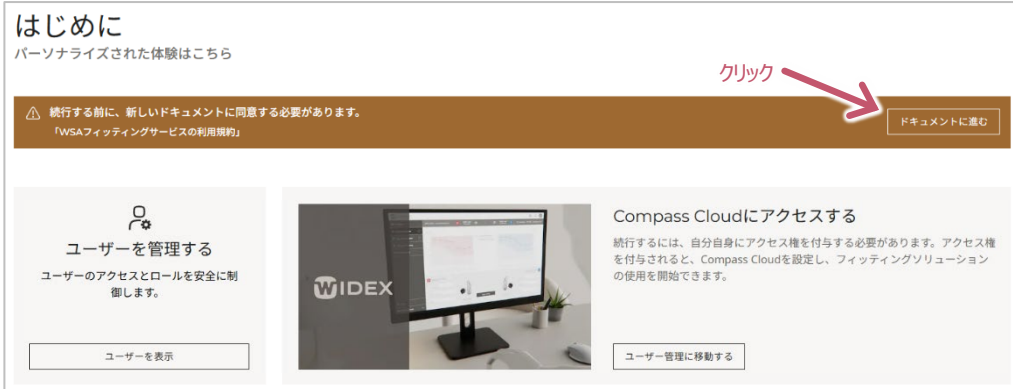 はじめに
パーソナライズされた体験はこちら
クリック
続行する前に、新しいドキュメントに同意する必要があります。
「WSAフィッティングサービスの利用規約」
ドキュメントに進む
ユーザーを管理する
ユーザーのアクセスとロールを安全に制
御します。
ユーザーを表示
WIDEX
Compass Cloudにアクセスする
続行するには、自分自身にアクセス権を付与する必要があります。アクセス権
を付与されると、Compass Cloudを設定し、フィッティングソリューション
の使用を開始できます。
ユーザー管理に移動する